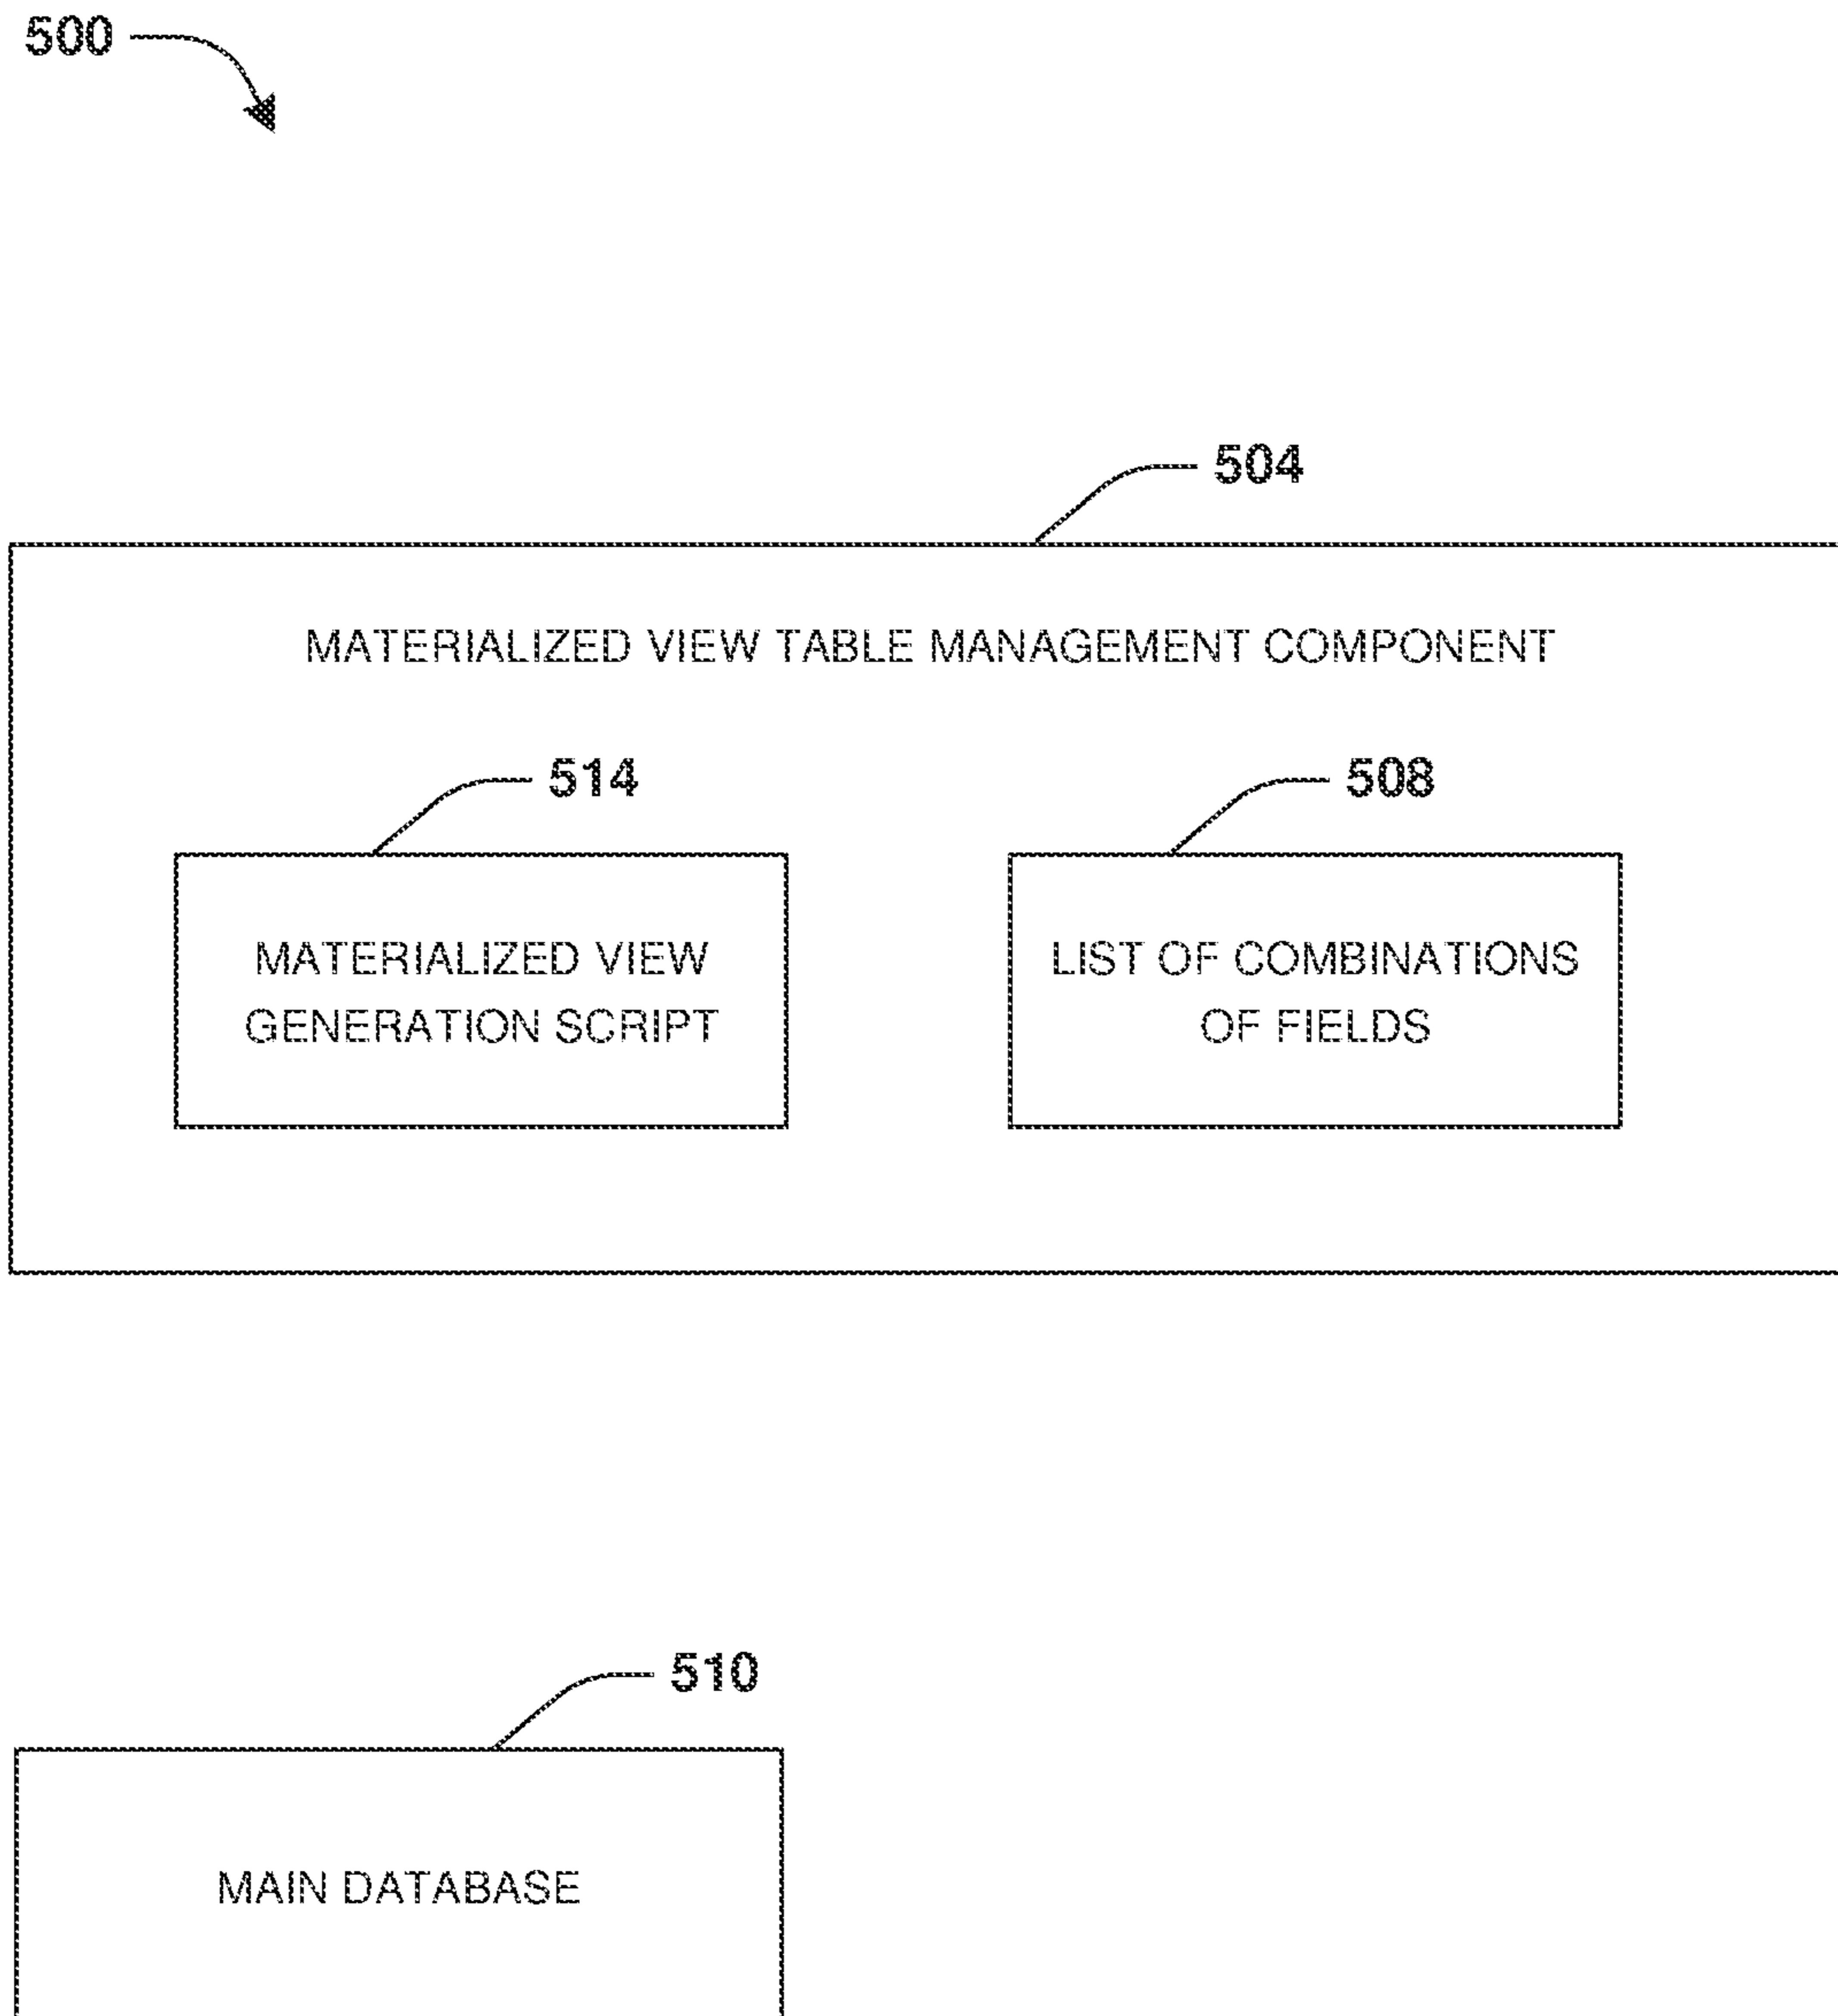 500
504
MATERIALIZED VIEW TABLE MANAGEMENT COMPONENT
514
508
MATERIALIZED VIEW
GENERATION SCRIPT
LIST OF COMBINATIONS
OF FIELDS
510
MAIN DATABASE